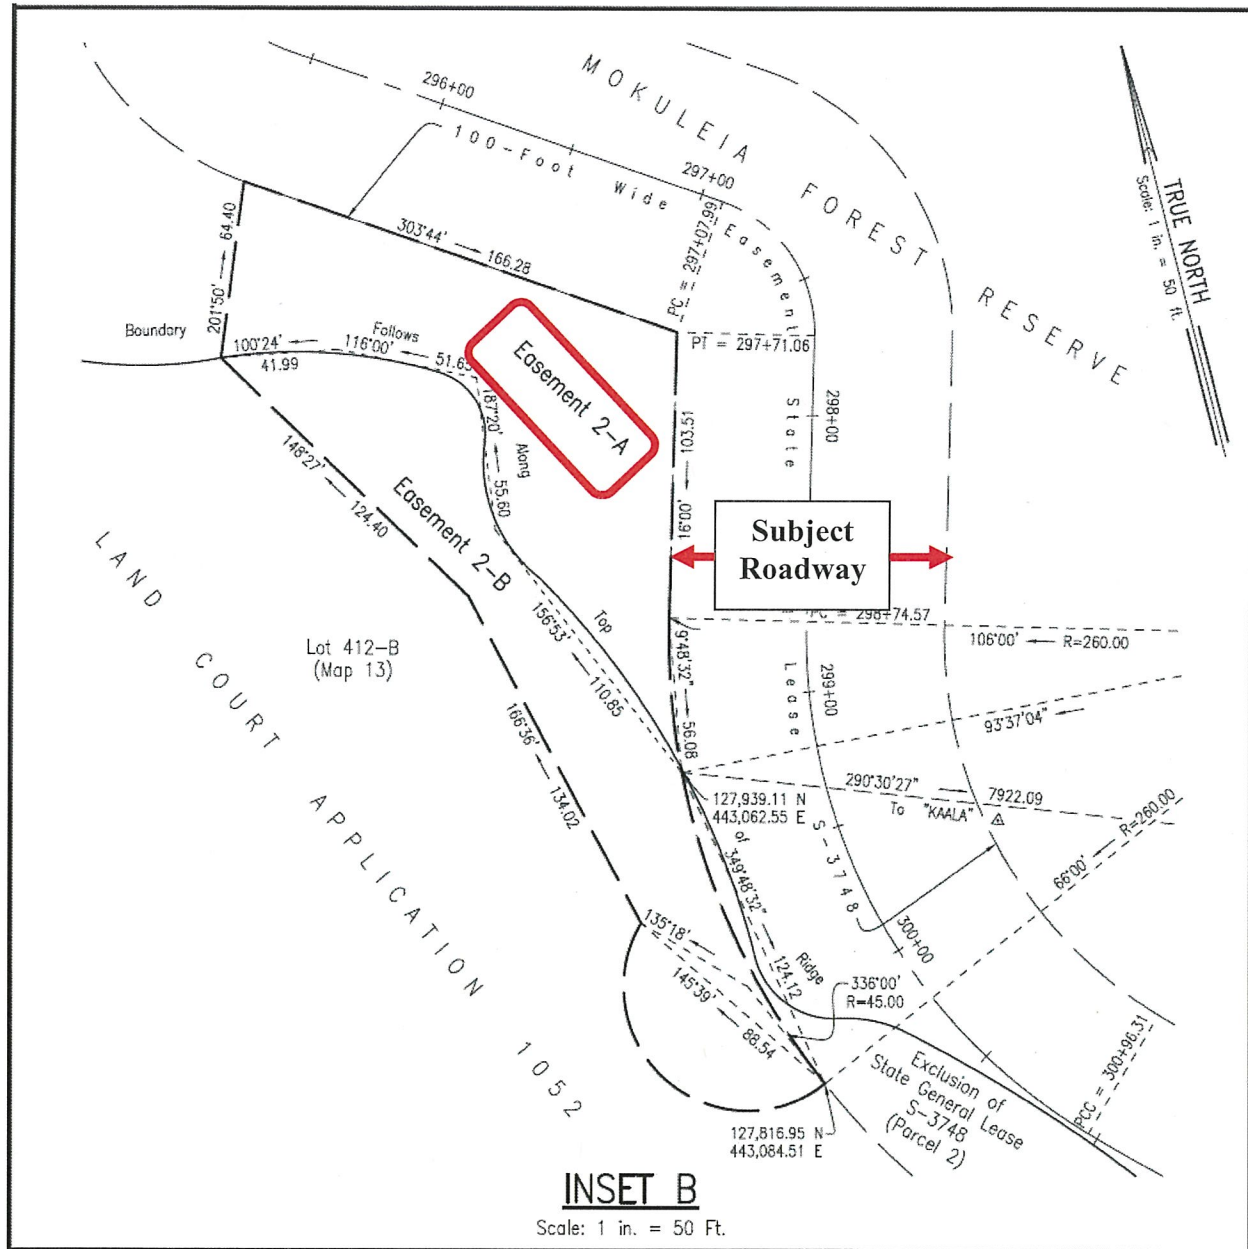 MOKULEIA FOREST RESERVE
296+00
100-Foot Wide Easement State Lease S-3748
297+00
PC = 297+07.99
TRUE NORTH
Scale: 1 in. = 50 ft.
201°50' 64.40
303°44' 166.28
Boundary Follows Along Top of Ridge
PT = 297+71.06
100°24'
41.99
116°00' 51.65
Easement 2-A
187°20' 55.60
16°00' 103.51
298+00
148°27' 124.40
Easement 2-B
Subject
Roadway
PC = 298+74.57
106°00' R=260.00
156°53' 110.85
9°48'32" 56.08
299+00
93°37'04"
Lot 412-B
(Map 13)
LAND COURT APPLICATION 1052
166°36' 134.02
290°30'27" 7922.09
To "KAALA"
127,939.11 N
443,062.55 E
66°00' R=260.00
349°48'32" 124.12
300+00
135°18'
145°39' 88.54
336°00'
R=45.00
PCC = 300+96.31
Exclusion of
State General Lease
S-3748
(Parcel 2)
127,816.95 N
443,084.51 E
INSET B
Scale: 1 in. = 50 Ft.